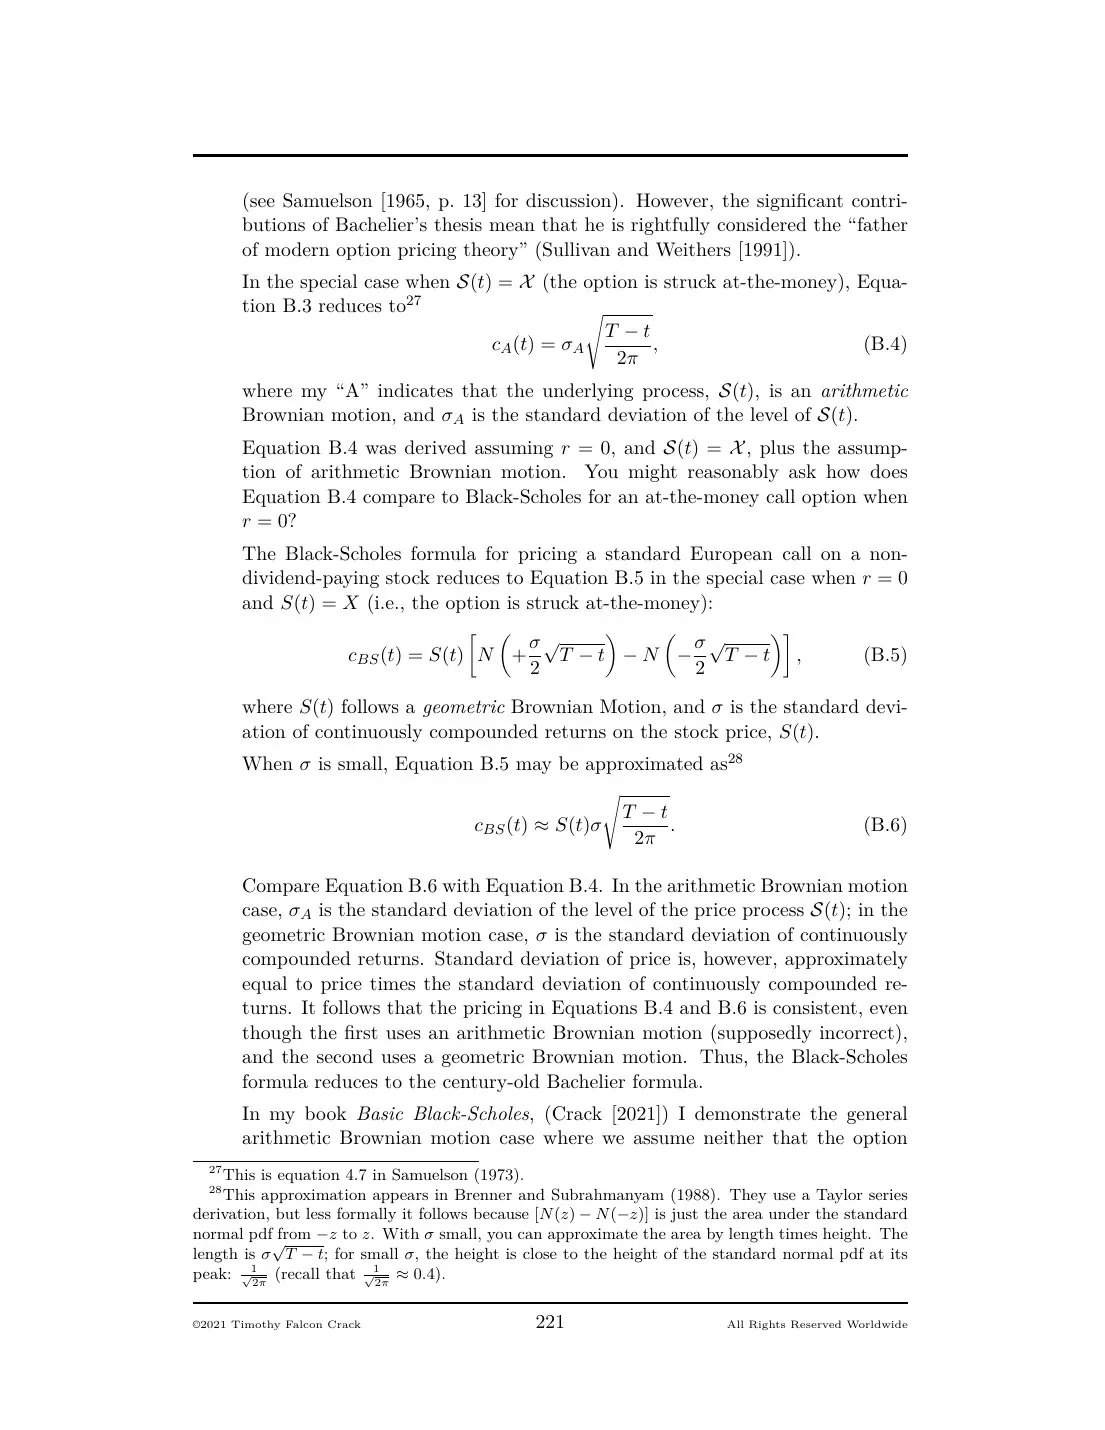 (see Samuelson [1965, p. 13] for discussion). However, the significant contri-
butions of Bachelier’s thesis mean that he is rightfully considered the “father
of modern option pricing theory” (Sullivan and Weithers [1991]).
In the special case when 𝒮(t) = 𝒳 (the option is struck at-the-money), Equa-
tion B.3 reduces to²⁷
c_A(t) = σ_A √((T − t)/(2π)), (B.4)
where my “A” indicates that the underlying process, 𝒮(t), is an arithmetic
Brownian motion, and σ_A is the standard deviation of the level of 𝒮(t).
Equation B.4 was derived assuming r = 0, and 𝒮(t) = 𝒳, plus the assump-
tion of arithmetic Brownian motion. You might reasonably ask how does
Equation B.4 compare to Black-Scholes for an at-the-money call option when
r = 0?
The Black-Scholes formula for pricing a standard European call on a non-
dividend-paying stock reduces to Equation B.5 in the special case when r = 0
and S(t) = X (i.e., the option is struck at-the-money):
c_BS(t) = S(t) [N(+σ/2 √(T − t)) − N(−σ/2 √(T − t))], (B.5)
where S(t) follows a geometric Brownian Motion, and σ is the standard devi-
ation of continuously compounded returns on the stock price, S(t).
When σ is small, Equation B.5 may be approximated as²⁸
c_BS(t) ≈ S(t)σ √((T − t)/(2π)). (B.6)
Compare Equation B.6 with Equation B.4. In the arithmetic Brownian motion
case, σ_A is the standard deviation of the level of the price process 𝒮(t); in the
geometric Brownian motion case, σ is the standard deviation of continuously
compounded returns. Standard deviation of price is, however, approximately
equal to price times the standard deviation of continuously compounded re-
turns. It follows that the pricing in Equations B.4 and B.6 is consistent, even
though the first uses an arithmetic Brownian motion (supposedly incorrect),
and the second uses a geometric Brownian motion. Thus, the Black-Scholes
formula reduces to the century-old Bachelier formula.
In my book Basic Black-Scholes, (Crack [2021]) I demonstrate the general
arithmetic Brownian motion case where we assume neither that the option
²⁷This is equation 4.7 in Samuelson (1973).
²⁸This approximation appears in Brenner and Subrahmanyam (1988). They use a Taylor series
derivation, but less formally it follows because [N(z) − N(−z)] is just the area under the standard
normal pdf from −z to z. With σ small, you can approximate the area by length times height. The
length is σ√(T − t); for small σ, the height is close to the height of the standard normal pdf at its
peak: 1/√(2π) (recall that 1/√(2π) ≈ 0.4).
©2021 Timothy Falcon Crack 221 All Rights Reserved Worldwide